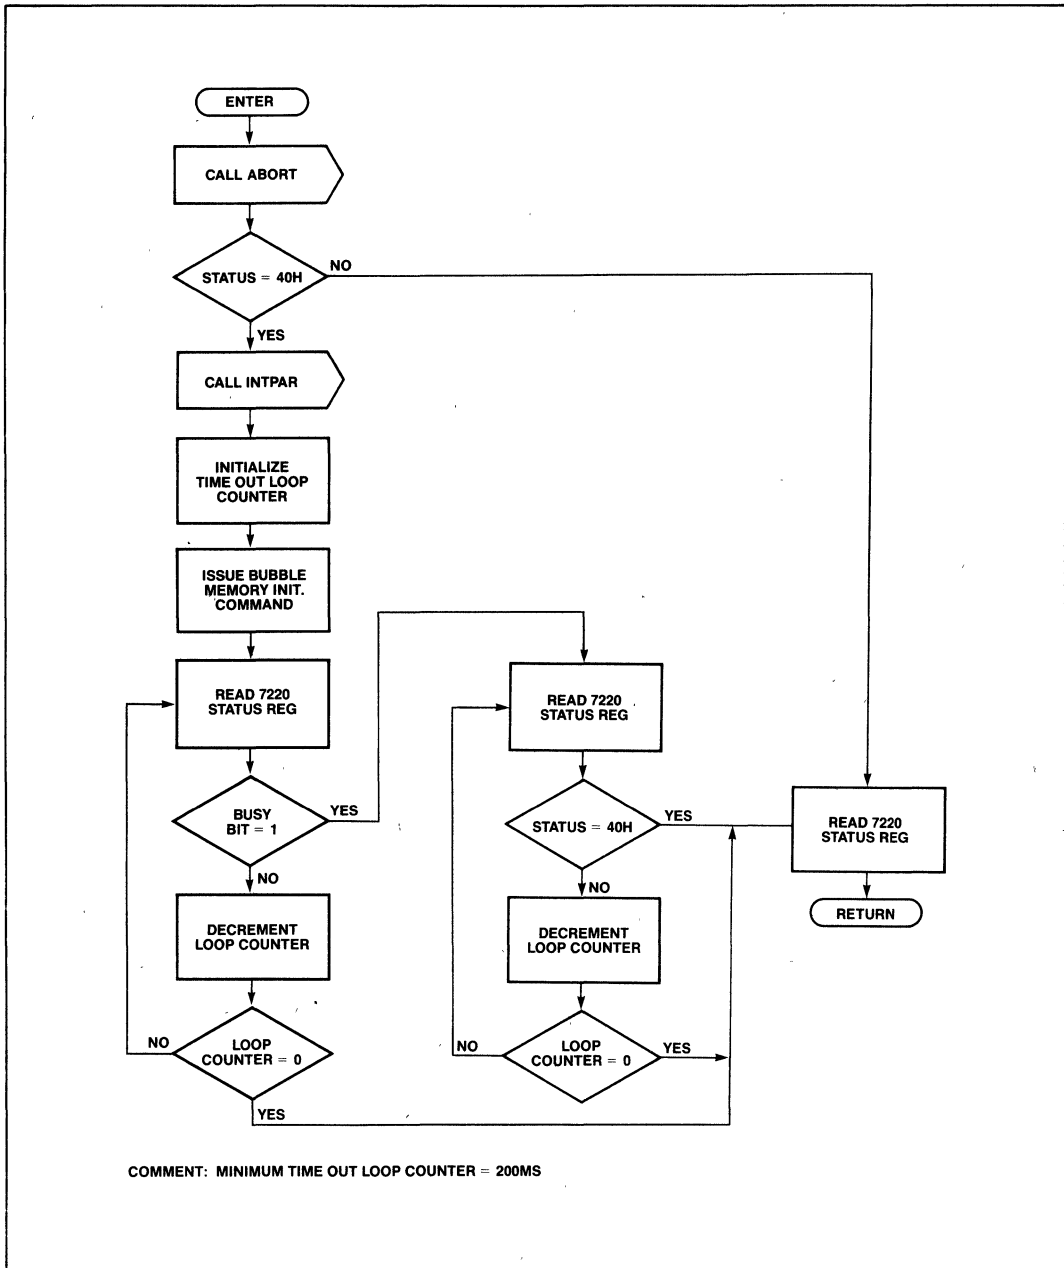 ENTER
CALL ABORT
STATUS = 40H
NO
YES
CALL INTPAR
INITIALIZE
TIME OUT LOOP
COUNTER
ISSUE BUBBLE
MEMORY INIT.
COMMAND
READ 7220
STATUS REG
BUSY
BIT = 1
YES
NO
DECREMENT
LOOP COUNTER
LOOP
COUNTER = 0
NO
YES
READ 7220
STATUS REG
STATUS = 40H
YES
NO
DECREMENT
LOOP COUNTER
LOOP
COUNTER = 0
NO
YES
READ 7220
STATUS REG
RETURN
COMMENT: MINIMUM TIME OUT LOOP COUNTER = 200MS